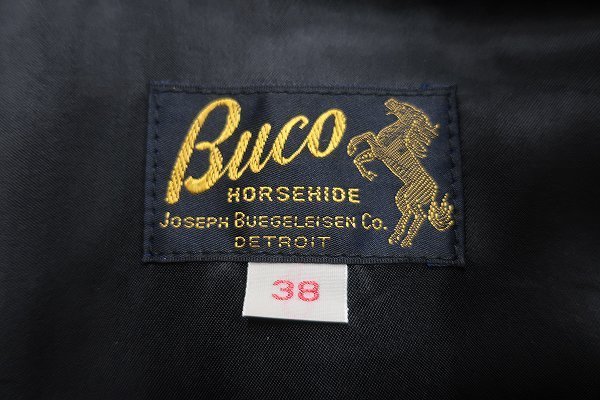 Buco
HORSEHIDE
JOSEPH BUEGELEISEN CO.
DETROIT
38